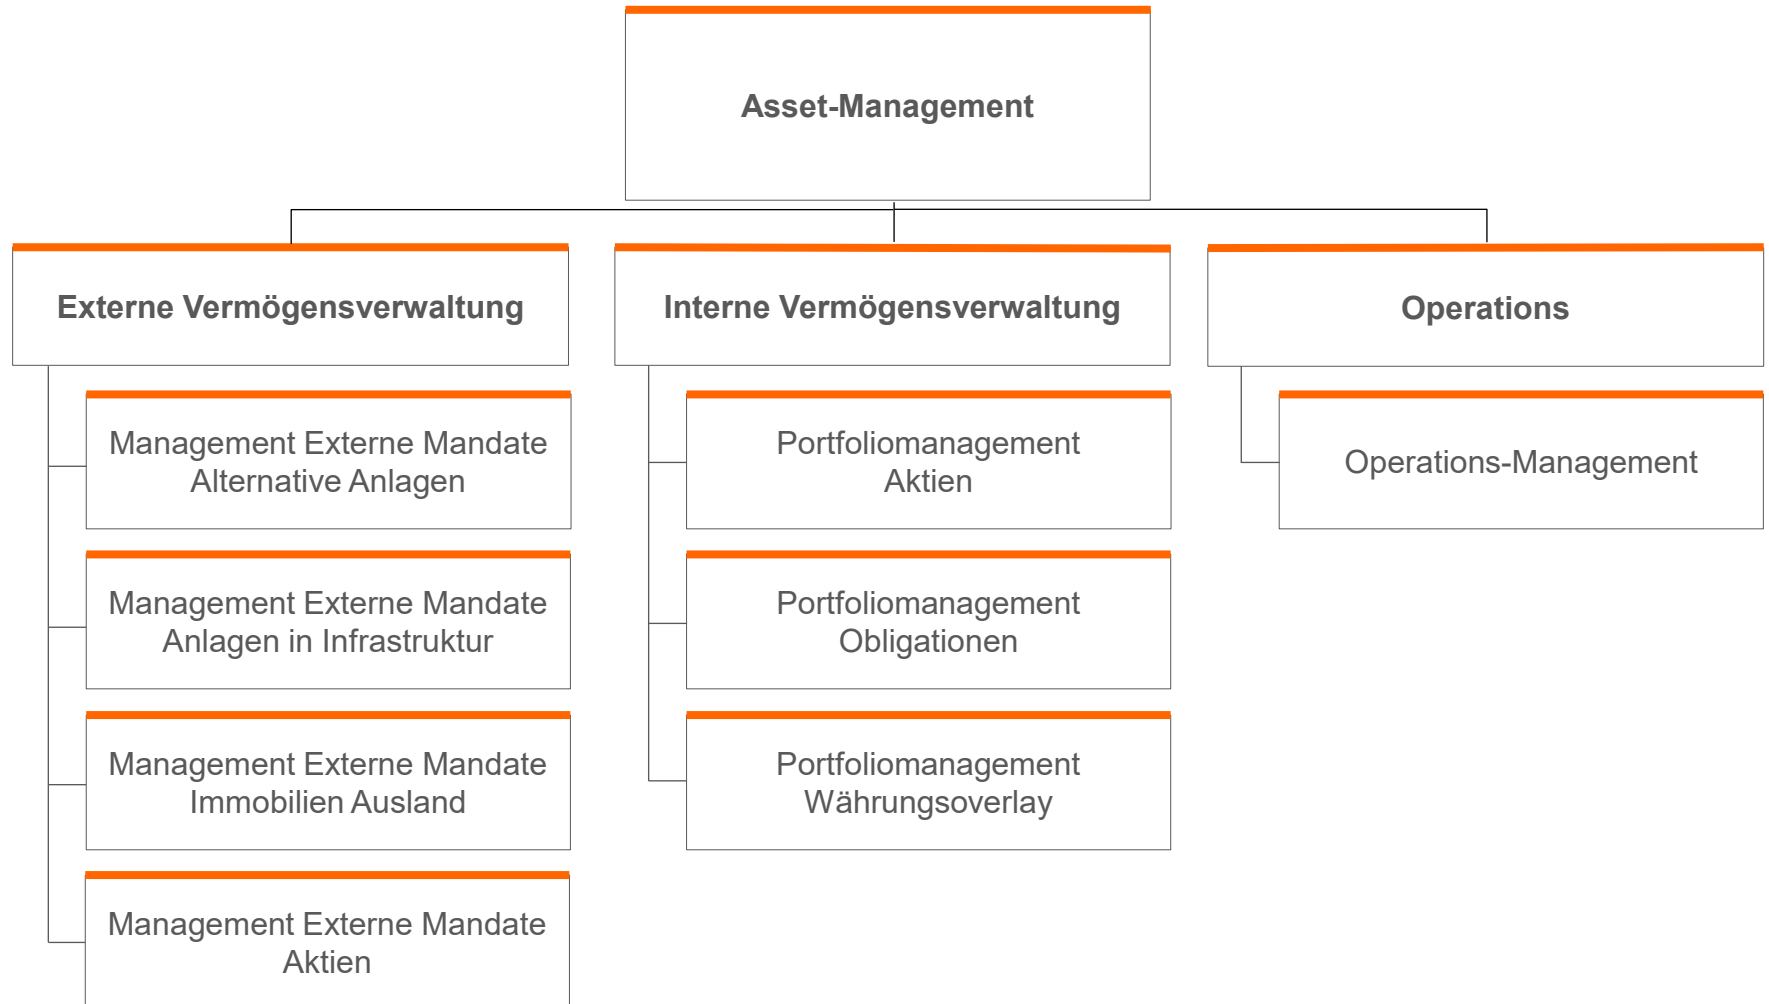 Asset-Management
Externe Vermögensverwaltung
Interne Vermögensverwaltung
Operations
Management Externe Mandate
Alternative Anlagen
Portfoliomanagement
Aktien
Operations-Management
Management Externe Mandate
Anlagen in Infrastruktur
Portfoliomanagement
Obligationen
Management Externe Mandate
Immobilien Ausland
Portfoliomanagement
Währungsoverlay
Management Externe Mandate
Aktien